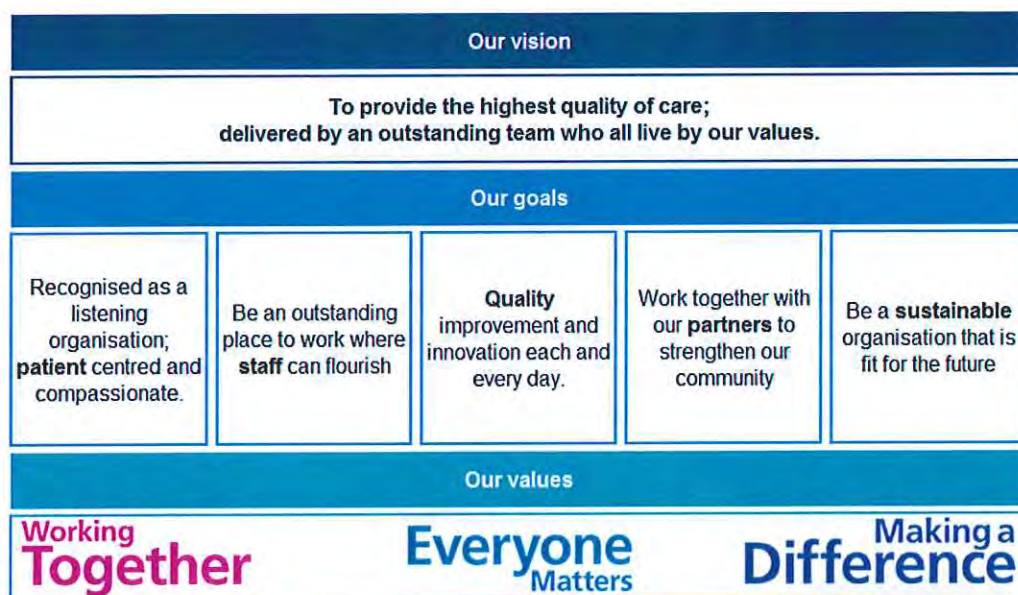 Our vision
To provide the highest quality of care;
delivered by an outstanding team who all live by our values.
Our goals
Recognised as a
listening
organisation;
patient centred and
compassionate.
Be an outstanding
place to work where
staff can flourish
Quality
improvement and
innovation each and
every day.
Work together with
our partners to
strengthen our
community
Be a sustainable
organisation that is
fit for the future
Our values
Working
Together
Everyone
Matters
Making a
Difference